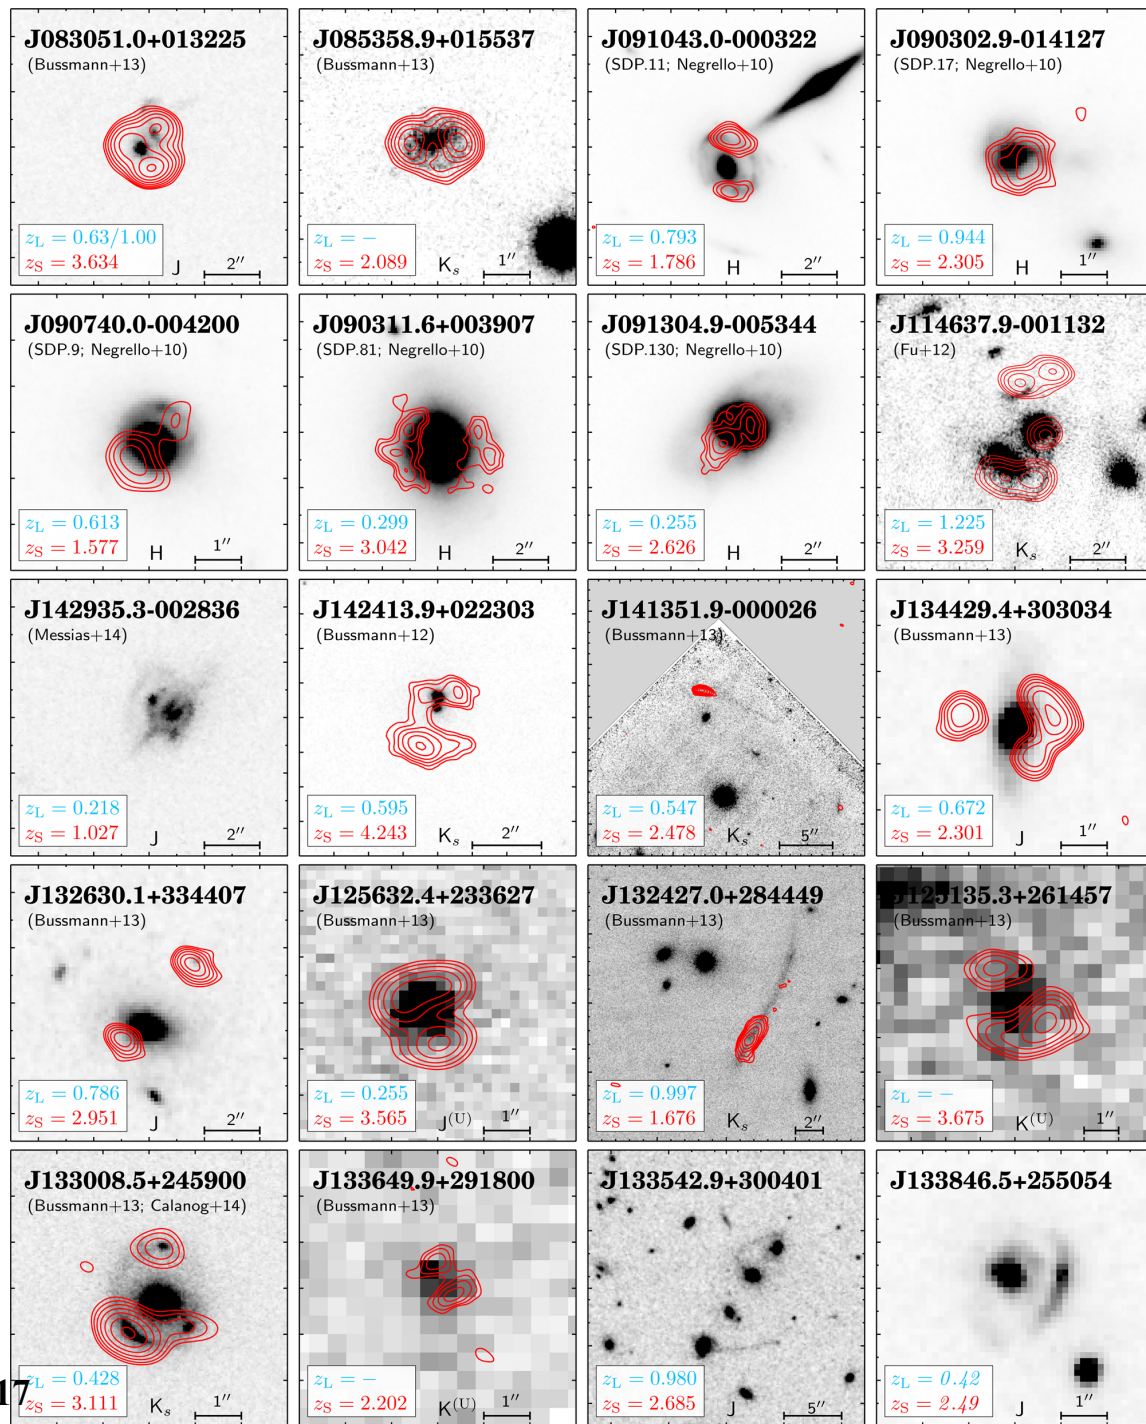 J083051.0+013225
(Bussmann+13)
zL = 0.63/1.00
zS = 3.634
J
2″
J085358.9+015537
(Bussmann+13)
zL = −
zS = 2.089
Ks
1″
J091043.0-000322
(SDP.11; Negrello+10)
zL = 0.793
zS = 1.786
H
2″
J090302.9-014127
(SDP.17; Negrello+10)
zL = 0.944
zS = 2.305
H
1″
J090740.0-004200
(SDP.9; Negrello+10)
zL = 0.613
zS = 1.577
H
1″
J090311.6+003907
(SDP.81; Negrello+10)
zL = 0.299
zS = 3.042
H
2″
J091304.9-005344
(SDP.130; Negrello+10)
zL = 0.255
zS = 2.626
H
2″
J114637.9-001132
(Fu+12)
zL = 1.225
zS = 3.259
Ks
2″
J142935.3-002836
(Messias+14)
zL = 0.218
zS = 1.027
J
2″
J142413.9+022303
(Bussmann+12)
zL = 0.595
zS = 4.243
Ks
2″
J141351.9-000026
(Bussmann+13)
zL = 0.547
zS = 2.478
Ks
5″
J134429.4+303034
(Bussmann+13)
zL = 0.672
zS = 2.301
J
1″
J132630.1+334407
(Bussmann+13)
zL = 0.786
zS = 2.951
J
2″
J125632.4+233627
(Bussmann+13)
zL = 0.255
zS = 3.565
J(U)
1″
J132427.0+284449
(Bussmann+13)
zL = 0.997
zS = 1.676
Ks
2″
J125135.3+261457
(Bussmann+13)
zL = −
zS = 3.675
K(U)
1″
J133008.5+245900
(Bussmann+13; Calanog+14)
zL = 0.428
zS = 3.111
Ks
1″
J133649.9+291800
(Bussmann+13)
zL = −
zS = 2.202
K(U)
1″
J133542.9+300401
zL = 0.980
zS = 2.685
J
5″
J133846.5+255054
zL = 0.42
zS = 2.49
J
1″
17